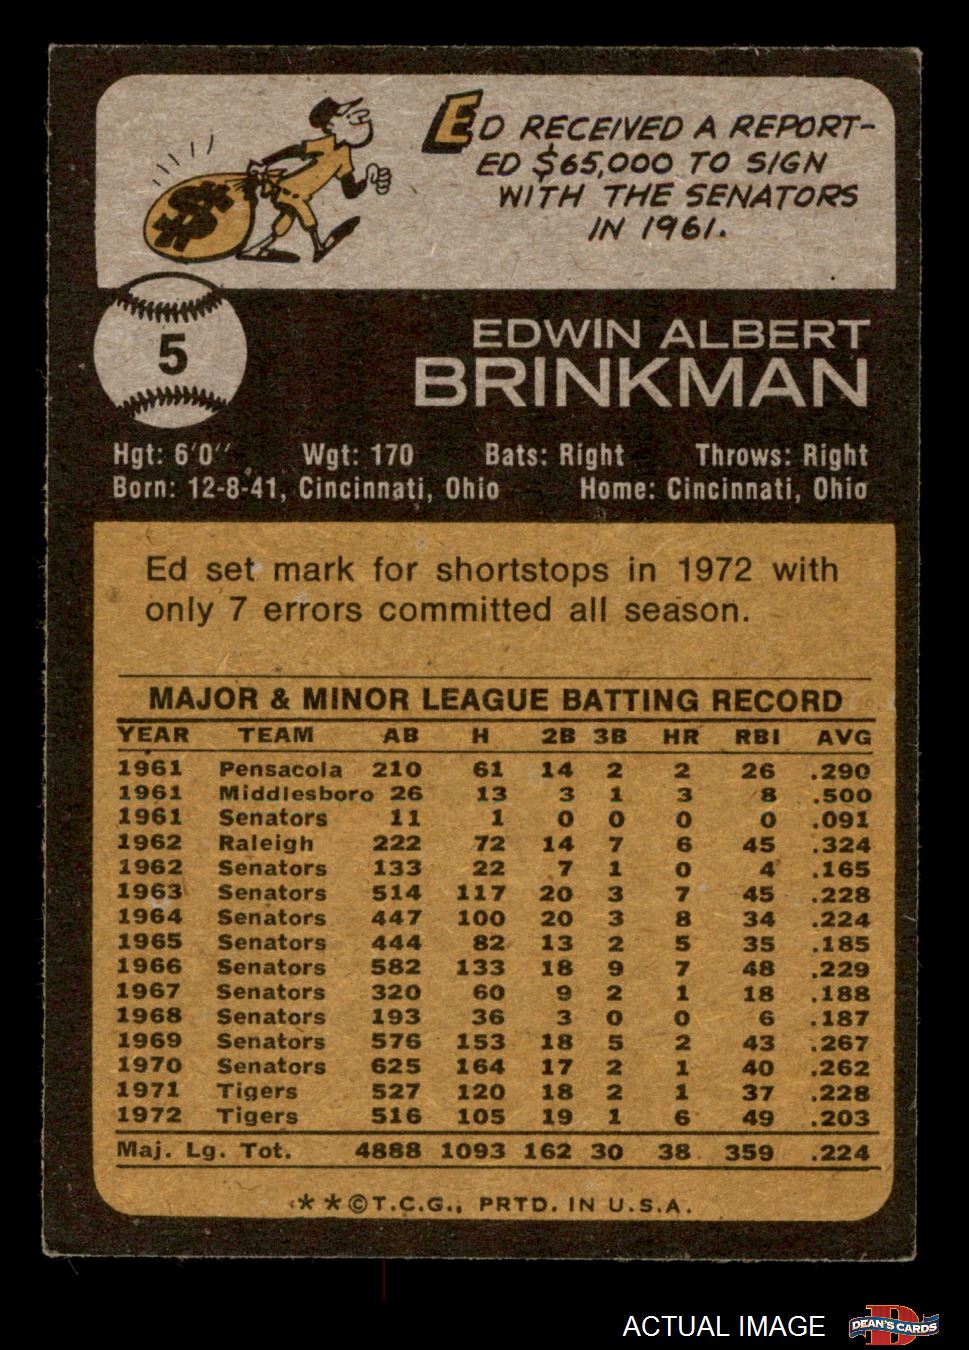 ED RECEIVED A REPORT-
ED $65,000 TO SIGN
WITH THE SENATORS
IN 1961.
$
5
EDWIN ALBERT
BRINKMAN
Hgt: 6'0" Wgt: 170 Bats: Right Throws: Right
Born: 12-8-41, Cincinnati, Ohio Home: Cincinnati, Ohio
Ed set mark for shortstops in 1972 with
only 7 errors committed all season.
MAJOR & MINOR LEAGUE BATTING RECORD
YEAR TEAM AB H 2B 3B HR RBI AVG
1961 Pensacola 210 61 14 2 2 26 .290
1961 Middlesboro 26 13 3 1 3 8 .500
1961 Senators 11 1 0 0 0 0 .091
1962 Raleigh 222 72 14 7 6 45 .324
1962 Senators 133 22 7 1 0 4 .165
1963 Senators 514 117 20 3 7 45 .228
1964 Senators 447 100 20 3 8 34 .224
1965 Senators 444 82 13 2 5 35 .185
1966 Senators 582 133 18 9 7 48 .229
1967 Senators 320 60 9 2 1 18 .188
1968 Senators 193 36 3 0 0 6 .187
1969 Senators 576 153 18 5 2 43 .267
1970 Senators 625 164 17 2 1 40 .262
1971 Tigers 527 120 18 2 1 37 .228
1972 Tigers 516 105 19 1 6 49 .203
Maj. Lg. Tot. 4888 1093 162 30 38 359 .224
**©T.C.G., PRTD. IN U.S.A.
ACTUAL IMAGE
D
DEAN'S CARDS